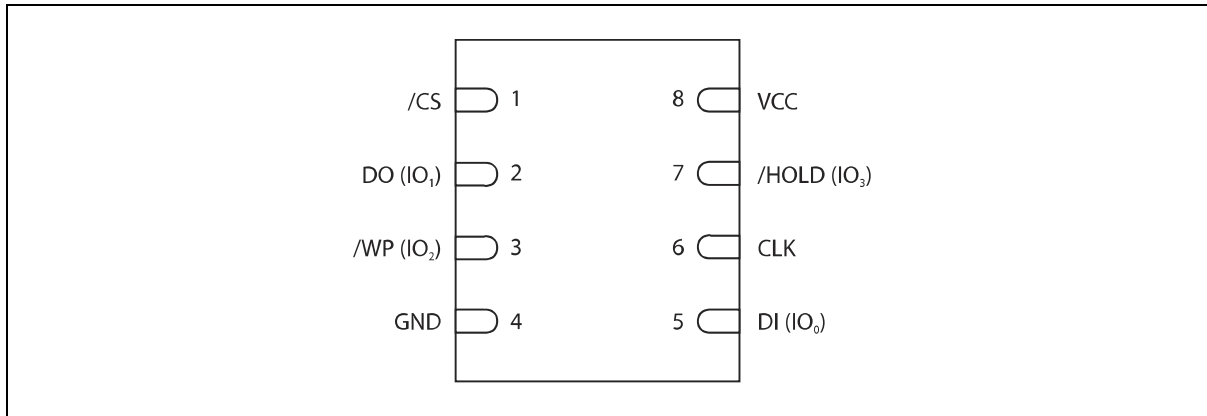 /CS 1 8 VCC
DO (IO₁) 2 7 /HOLD (IO₃)
/WP (IO₂) 3 6 CLK
GND 4 5 DI (IO₀)